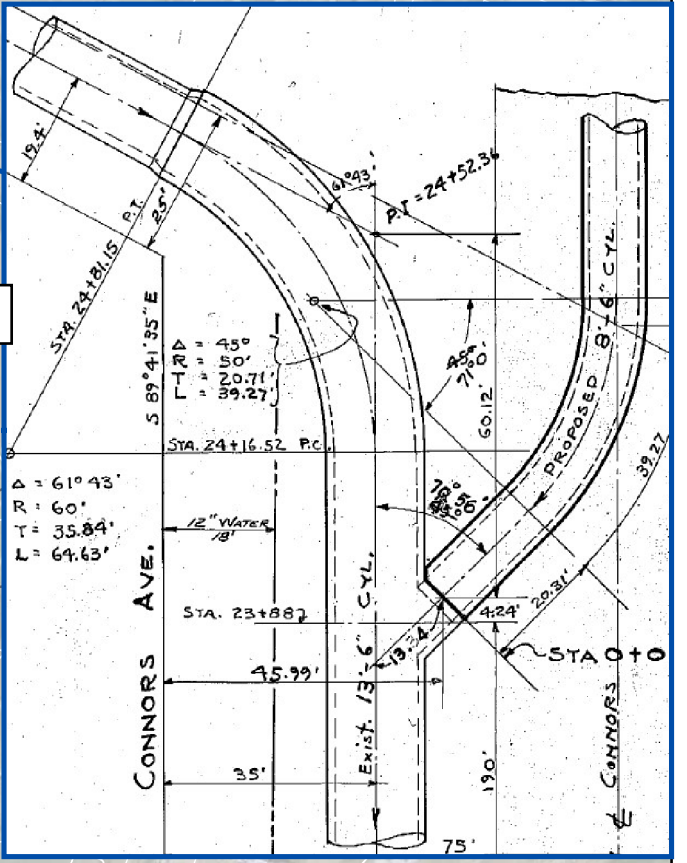 19.4'
25'
P.T.
STA. 24+81.15
61°43'
P.T = 24+52.36
S 89°41'35" E
Δ = 45°
R = 50'
T = 20.71'
L = 39.27'
45°
71°0'
60.12'
PROPOSED 8'-6" CYL.
39.27
STA. 24+16.52 P.C.
Δ = 61°43'
R = 60'
T = 35.84'
L = 64.63'
12" WATER
18'
CONNORS AVE.
EXIST. 13'-6" CYL.
STA. 23+887
4.24'
20.31'
13.34
STA 0+0
45.99'
35'
190'
75'
CONNORS